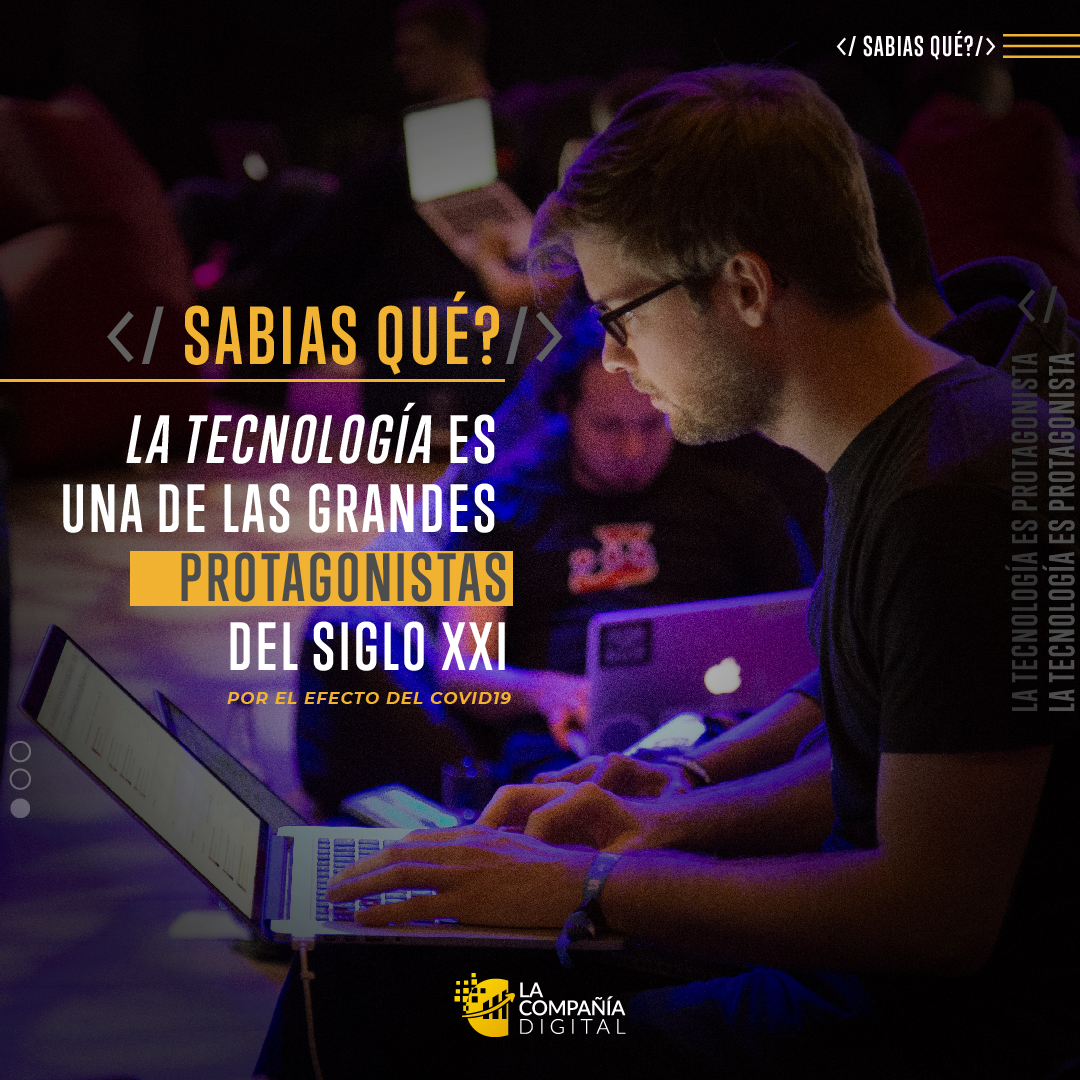 </ SABIAS QUÉ?/>
</ SABIAS QUÉ?/>
LA TECNOLOGÍA ES
UNA DE LAS GRANDES
PROTAGONISTAS
DEL SIGLO XXI
POR EL EFECTO DEL COVID19
</
LA TECNOLOGÍA ES PROTAGONISTA
LA TECNOLOGÍA ES PROTAGONISTA
LA
COMPAÑÍA
DIGITAL